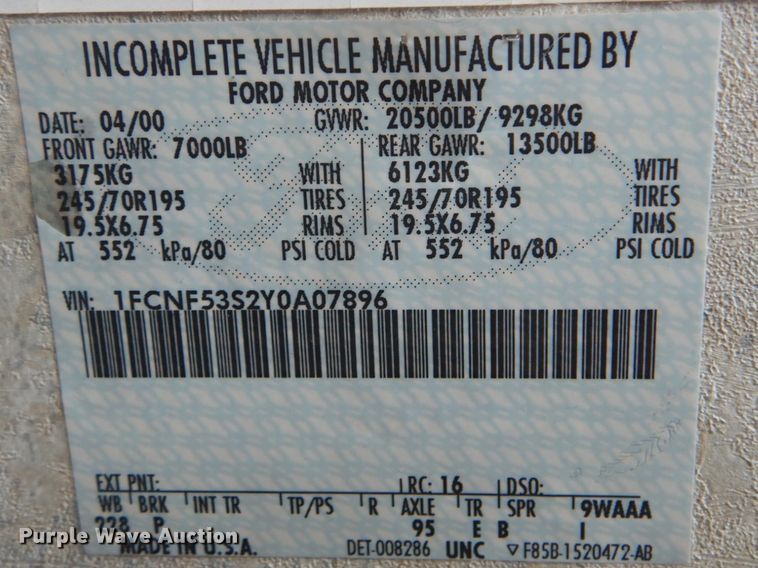 INCOMPLETE VEHICLE MANUFACTURED BY
FORD MOTOR COMPANY
DATE: 04/00 GVWR: 20500LB/ 9298KG
FRONT GAWR: 7000LB REAR GAWR: 13500LB
3175KG WITH 6123KG WITH
245/70R195 TIRES 245/70R195 TIRES
19.5X6.75 RIMS 19.5X6.75 RIMS
AT 552 kPa/80 PSI COLD AT 552 kPa/80 PSI COLD
VIN: 1FCNF53S2Y0A07896
EXT PNT: RC: 16 DSO:
WB BRK INT TR TP/PS R AXLE TR SPR 9WAAA
228 P 95 E B I
MADE IN U.S.A. DET-008286 UNC ▽ F85B-1520472-AB
Purple Wave Auction